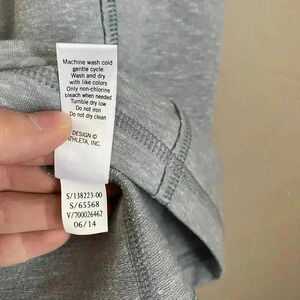 Machine wash cold
gentle cycle
Wash and dry
with like colors
Only non-chlorine
bleach when needed
Tumble dry low
Do not iron
Do not dry clean
DESIGN ©
ATHLETA, INC.
S/138223-00
S/65568
V/700026462
06/14